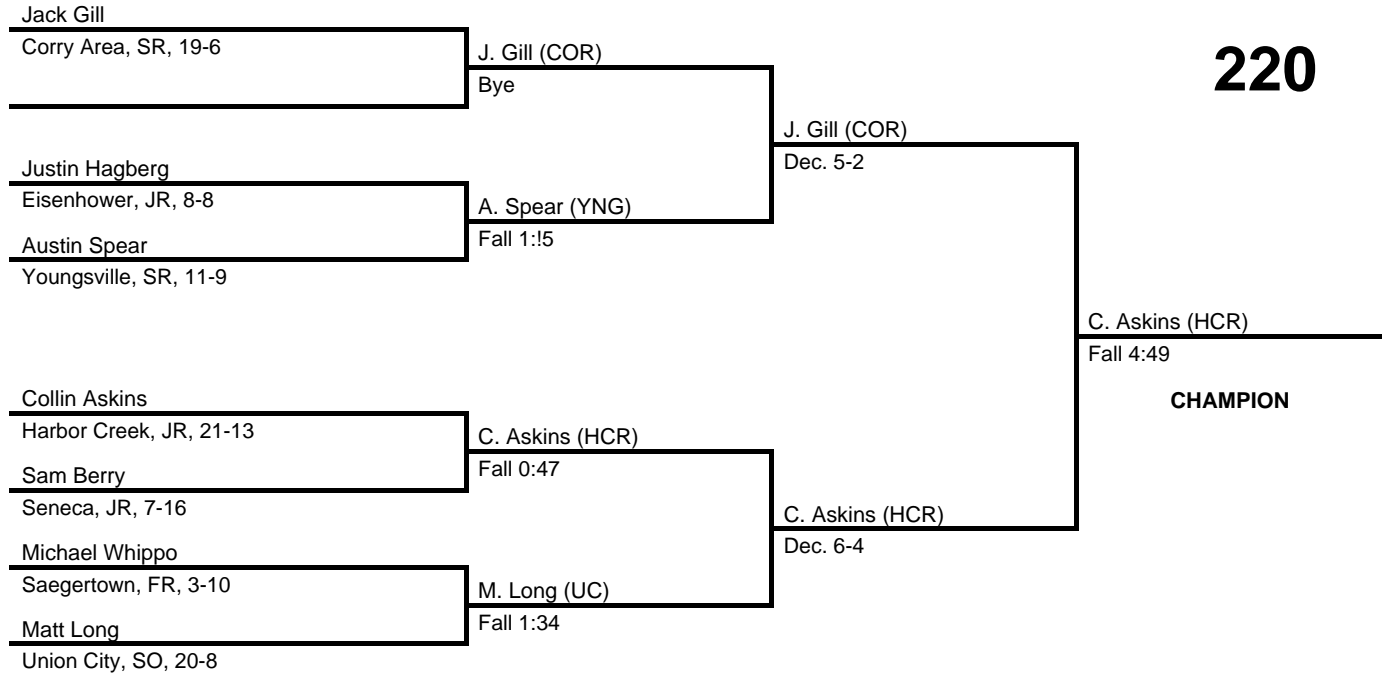 Jack Gill
Corry Area, SR, 19-6
J. Gill (COR)
Bye
220
J. Gill (COR)
Dec. 5-2
Justin Hagberg
Eisenhower, JR, 8-8
A. Spear (YNG)
Fall 1:!5
Austin Spear
Youngsville, SR, 11-9
C. Askins (HCR)
Fall 4:49
CHAMPION
Collin Askins
Harbor Creek, JR, 21-13
C. Askins (HCR)
Fall 0:47
Sam Berry
Seneca, JR, 7-16
C. Askins (HCR)
Dec. 6-4
Michael Whippo
Saegertown, FR, 3-10
M. Long (UC)
Fall 1:34
Matt Long
Union City, SO, 20-8